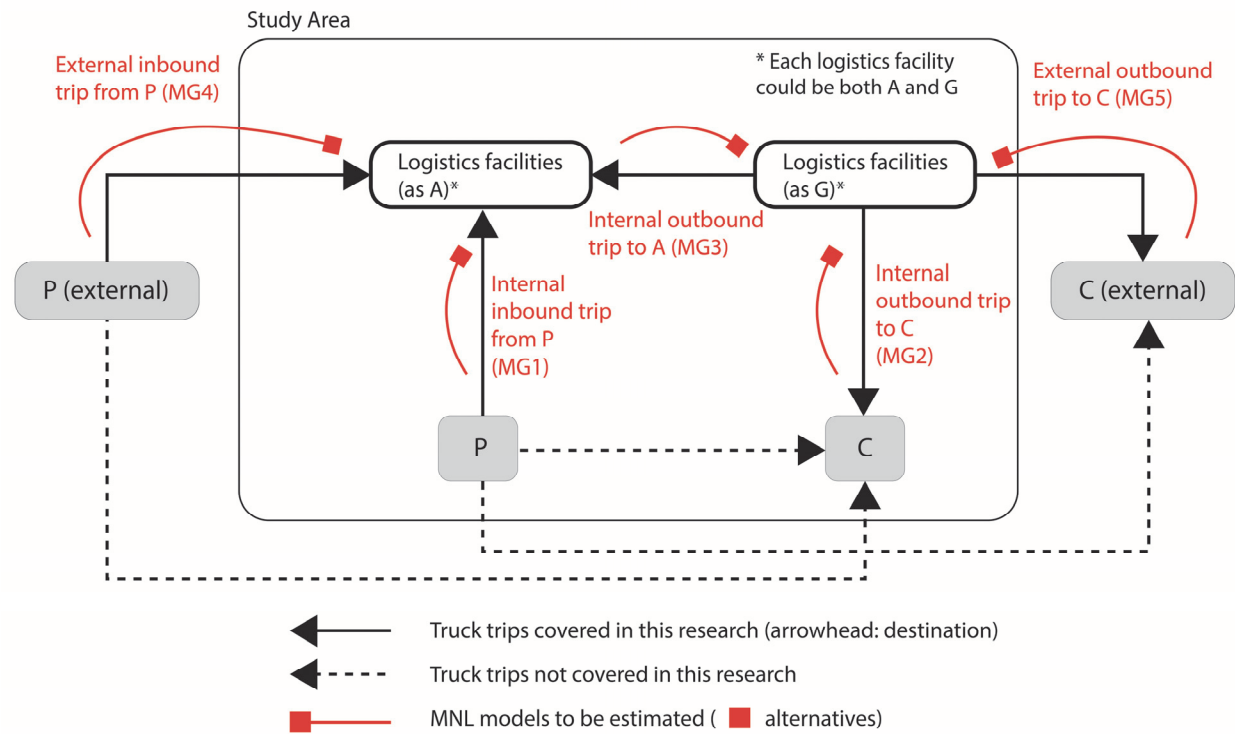 Study Area
External inbound
trip from P (MG4)
* Each logistics facility
could be both A and G
External outbound
trip to C (MG5)
Logistics facilities
(as A)*
Logistics facilities
(as G)*
Internal outbound
trip to A (MG3)
P (external)
Internal
inbound trip
from P
(MG1)
Internal
outbound trip
to C
(MG2)
C (external)
P
C
Truck trips covered in this research (arrowhead: destination)
Truck trips not covered in this research
MNL models to be estimated ( alternatives)